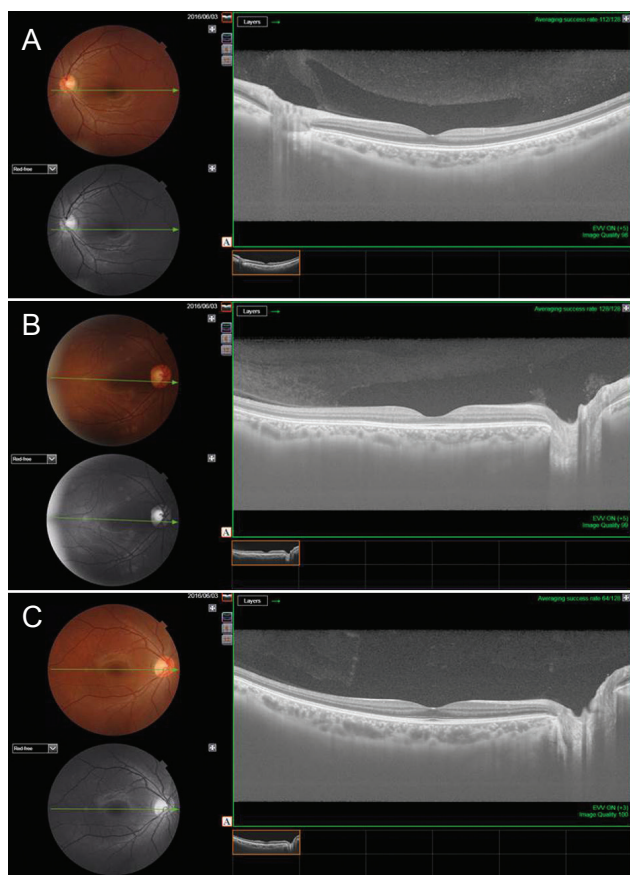 A
2016/06/03
Layers
Averaging success rate 112/128
Red-free
A
EVV ON (+5)
Image Quality 98
B
2016/06/03
Layers
Averaging success rate 128/128
Red-free
A
EVV ON (+5)
Image Quality 98
C
2016/06/03
Layers
Averaging success rate 84/128
Red-free
A
EVV ON (+3)
Image Quality 100